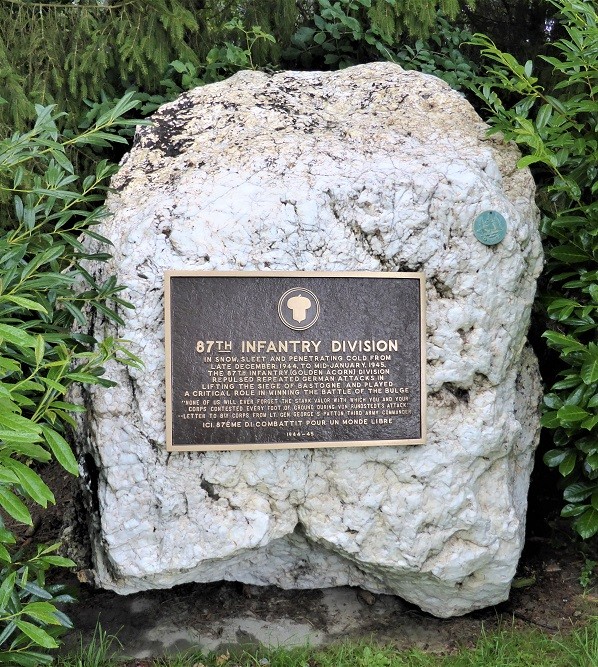 87TH INFANTRY DIVISION
IN SNOW, SLEET AND PENETRATING COLD FROM
LATE DECEMBER, 1944, TO MID-JANUARY, 1945,
THE 87TH INFANTRY (GOLDEN ACORN) DIVISION
REPULSED REPEATED GERMAN ATTACKS IN
LIFTING THE SIEGE OF BASTOGNE AND PLAYED
A CRITICAL ROLE IN WINNING THE BATTLE OF THE BULGE
"NONE OF US WILL EVER FORGET THE STARK VALOR WITH WHICH YOU AND YOUR
CORPS CONTESTED EVERY FOOT OF GROUND DURING VON RUNDSTEDT'S ATTACK."
-LETTER TO 8TH CORPS FROM LT. GEN. GEORGE S. PATTON, THIRD ARMY COMMANDER
ICI, 87ÈME D.I. COMBATTIT POUR UN MONDE LIBRE
1944-45